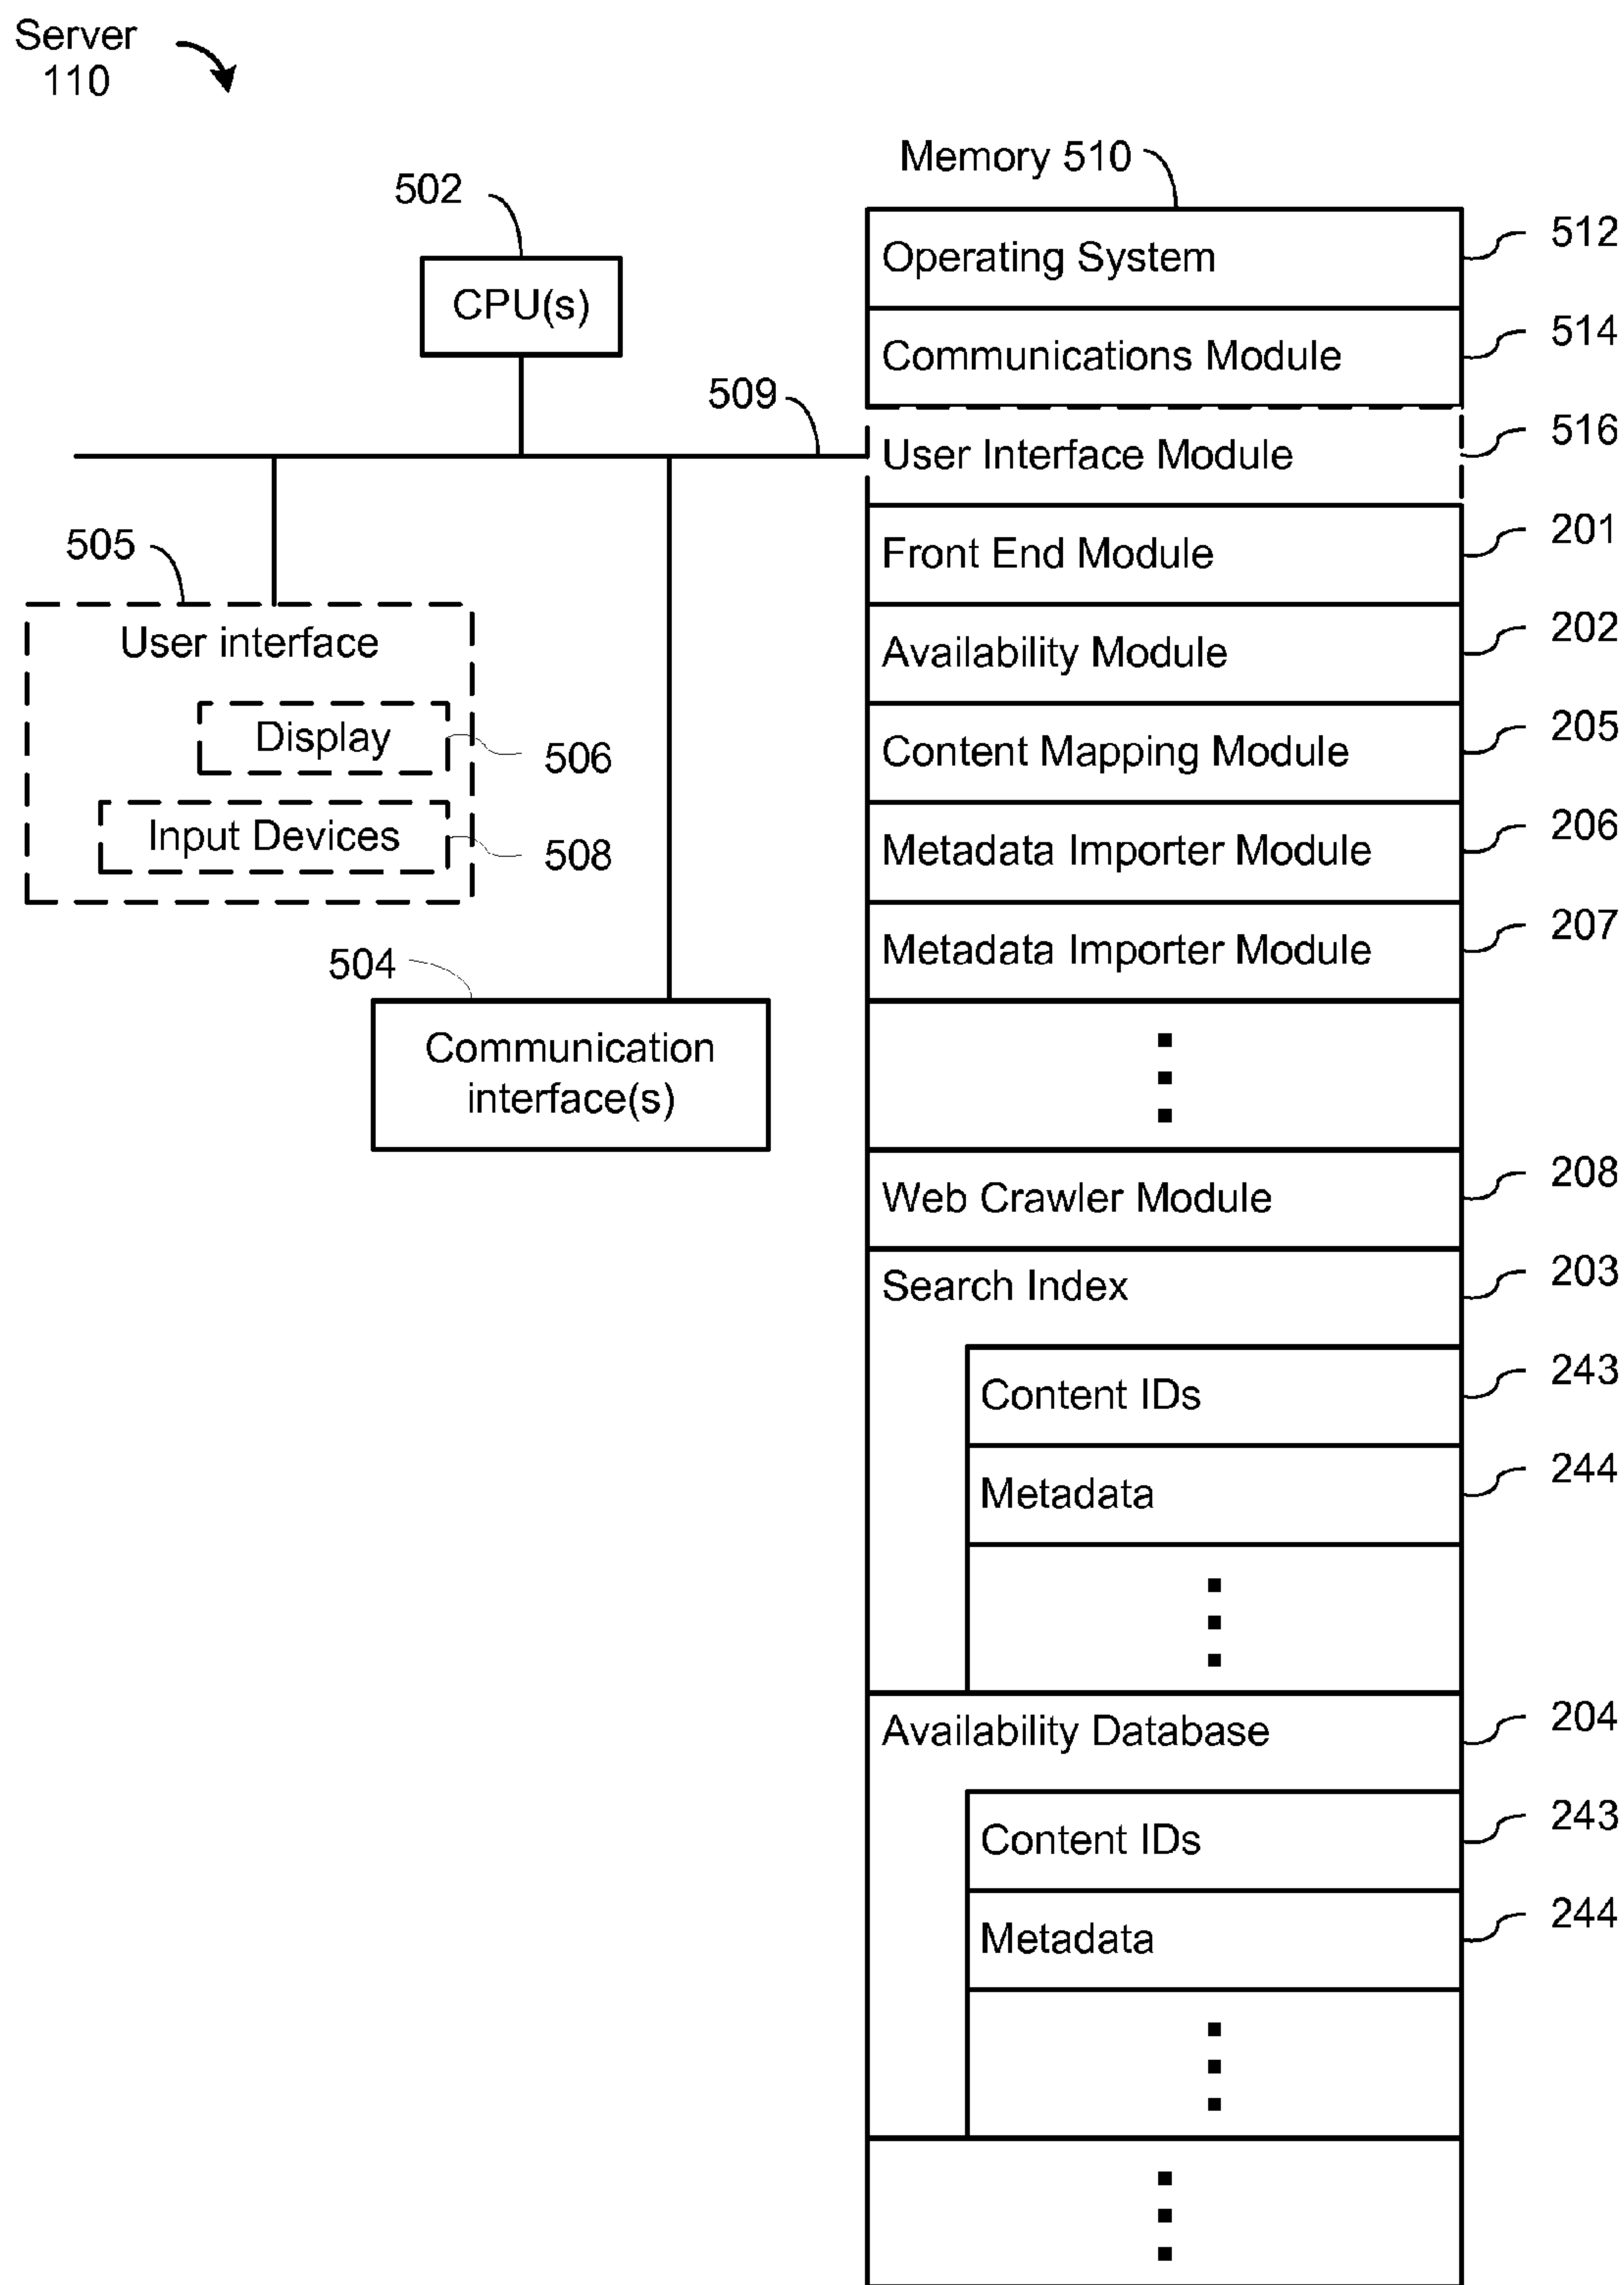 Server
110
Memory 510
502
CPU(s)
509
505
User interface
Display
506
Input Devices
508
504
Communication
interface(s)
Operating System
512
Communications Module
514
User Interface Module
516
Front End Module
201
Availability Module
202
Content Mapping Module
205
Metadata Importer Module
206
Metadata Importer Module
207
Web Crawler Module
208
Search Index
203
Content IDs
243
Metadata
244
Availability Database
204
Content IDs
243
Metadata
244